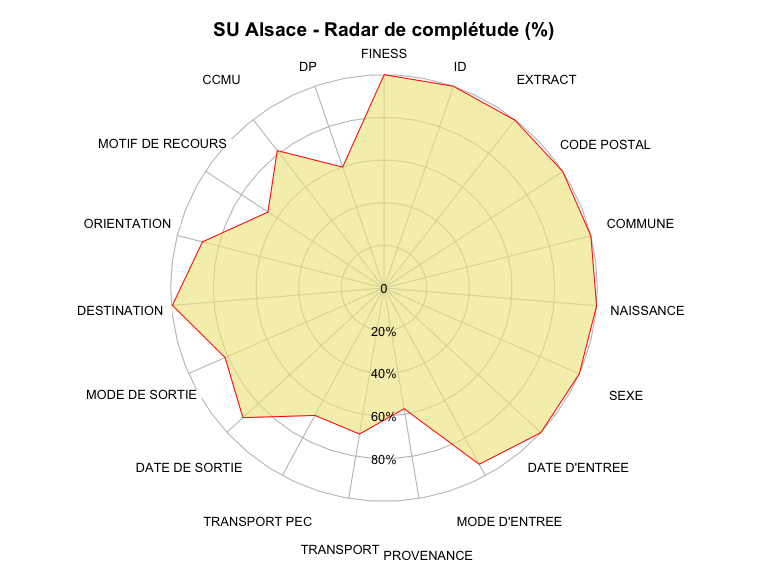 SU Alsace - Radar de complétude (%)
FINESS
DP
ID
CCMU
EXTRACT
MOTIF DE RECOURS
CODE POSTAL
ORIENTATION
COMMUNE
0
DESTINATION
NAISSANCE
20%
40%
MODE DE SORTIE
SEXE
60%
80%
DATE DE SORTIE
DATE D'ENTREE
TRANSPORT PEC
MODE D'ENTREE
TRANSPORT
PROVENANCE